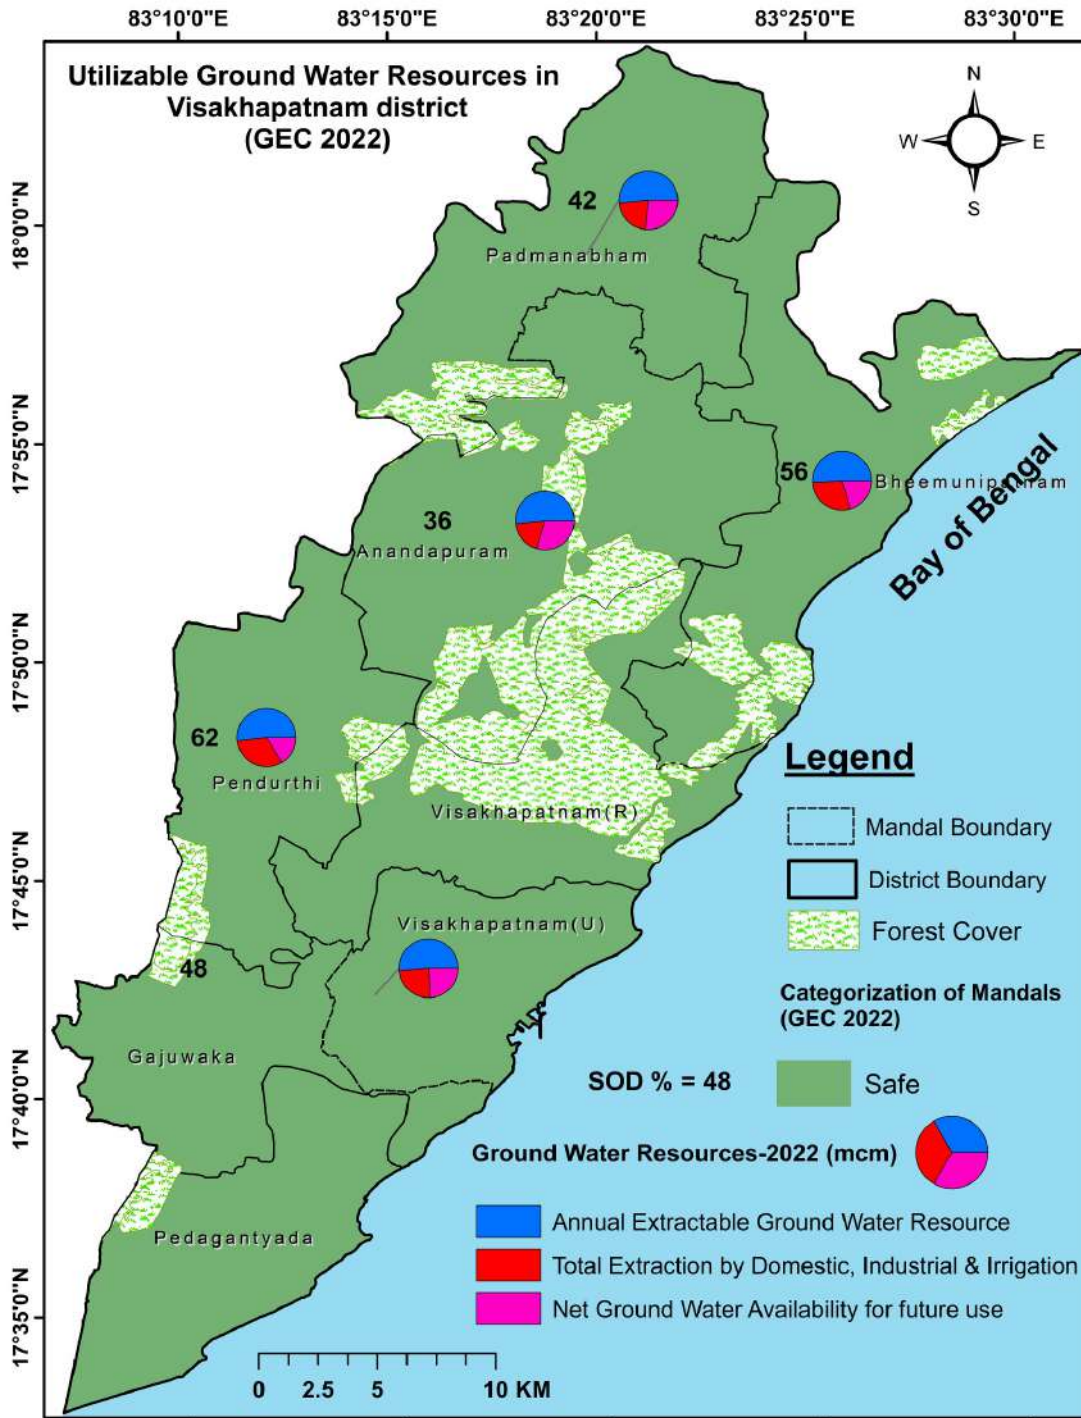 83°10'0"E 83°15'0"E 83°20'0"E 83°25'0"E 83°30'0"E
Utilizable Ground Water Resources in
Visakhapatnam district
(GEC 2022)
N
W E
S
18°0'0"N
17°55'0"N
17°50'0"N
17°45'0"N
17°40'0"N
17°35'0"N
42
Padmanabham
56
Bheemunipatnam
Bay of Bengal
36
Anandapuram
62
Pendurthi
Visakhapatnam(R)
Visakhapatnam(U)
48
Gajuwaka
Pedagantyada
Legend
Mandal Boundary
District Boundary
Forest Cover
Categorization of Mandals
(GEC 2022)
SOD % = 48
Safe
Ground Water Resources-2022 (mcm)
Annual Extractable Ground Water Resource
Total Extraction by Domestic, Industrial & Irrigation
Net Ground Water Availability for future use
0 2.5 5 10 KM